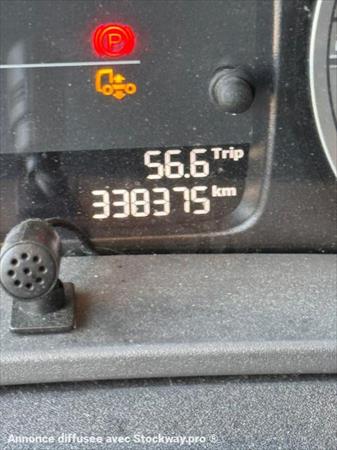 P
56.6 Trip
338375 km
Annonce diffusée avec Stockway.pro ®